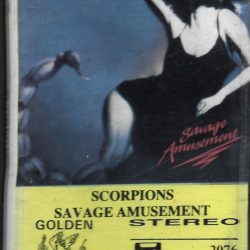 Savage
Amusement
SCORPIONS
SAVAGE AMUSEMENT
GOLDEN STEREO